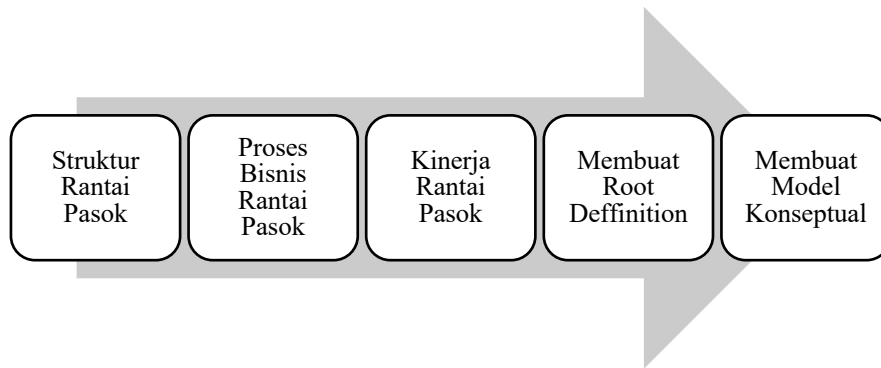 Struktur
Rantai
Pasok
Proses
Bisnis
Rantai
Pasok
Kinerja
Rantai
Pasok
Membuat
Root
Deffinition
Membuat
Model
Konseptual